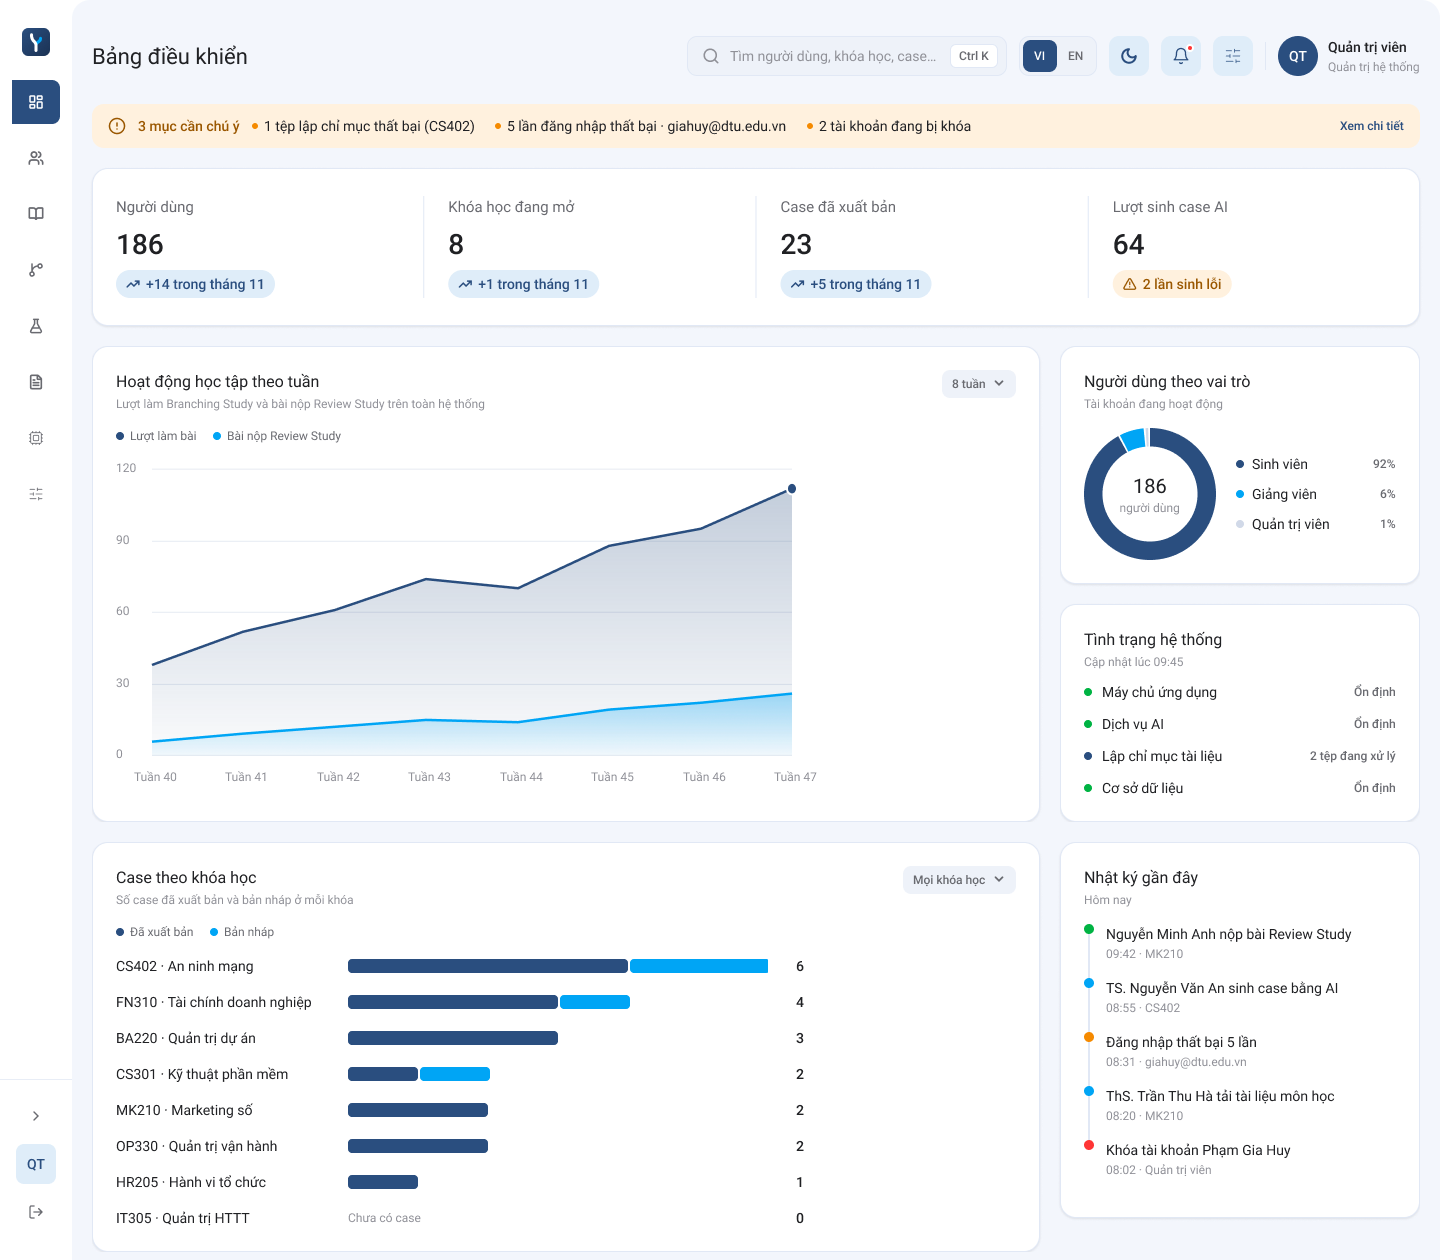 Bảng điều khiển
Tìm người dùng, khóa học, case...
Ctrl K
VI
EN
QT
Quản trị viên
Quản trị hệ thống
3 mục cần chú ý
1 tệp lập chỉ mục thất bại (CS402)
5 lần đăng nhập thất bại · giahuy@dtu.edu.vn
2 tài khoản đang bị khóa
Xem chi tiết
Người dùng
186
+14 trong tháng 11
Khóa học đang mở
8
+1 trong tháng 11
Case đã xuất bản
23
+5 trong tháng 11
Lượt sinh case AI
64
2 lần sinh lỗi
Hoạt động học tập theo tuần
Lượt làm Branching Study và bài nộp Review Study trên toàn hệ thống
8 tuần
Lượt làm bài
Bài nộp Review Study
120
90
60
30
0
Tuần 40
Tuần 41
Tuần 42
Tuần 43
Tuần 44
Tuần 45
Tuần 46
Tuần 47
Người dùng theo vai trò
Tài khoản đang hoạt động
186
người dùng
Sinh viên
92%
Giảng viên
6%
Quản trị viên
1%
Tình trạng hệ thống
Cập nhật lúc 09:45
Máy chủ ứng dụng
Ổn định
Dịch vụ AI
Ổn định
Lập chỉ mục tài liệu
2 tệp đang xử lý
Cơ sở dữ liệu
Ổn định
Case theo khóa học
Số case đã xuất bản và bản nháp ở mỗi khóa
Mọi khóa học
Đã xuất bản
Bản nháp
CS402 · An ninh mạng
6
FN310 · Tài chính doanh nghiệp
4
BA220 · Quản trị dự án
3
CS301 · Kỹ thuật phần mềm
2
MK210 · Marketing số
2
OP330 · Quản trị vận hành
2
HR205 · Hành vi tổ chức
1
IT305 · Quản trị HTTT
Chưa có case
0
Nhật ký gần đây
Hôm nay
Nguyễn Minh Anh nộp bài Review Study
09:42 · MK210
TS. Nguyễn Văn An sinh case bằng AI
08:55 · CS402
Đăng nhập thất bại 5 lần
08:31 · giahuy@dtu.edu.vn
ThS. Trần Thu Hà tải tài liệu môn học
08:20 · MK210
Khóa tài khoản Phạm Gia Huy
08:02 · Quản trị viên
QT